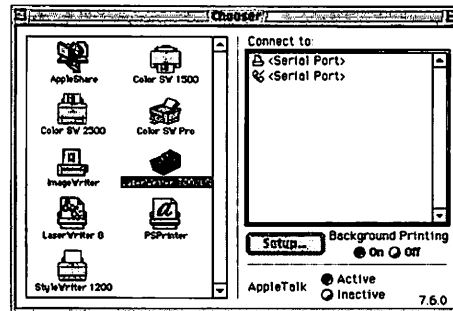 Chooser
AppleShare
Color SW 1500
Color SW 2500
Color SW Pro
ImageWriter
LaserWriter 8
PSPrinter
StyleWriter 1200
Connect to:
<Serial Port>
<Serial Port>
Setup...
Background Printing
On Off
AppleTalk
Active
Inactive
7.6.0